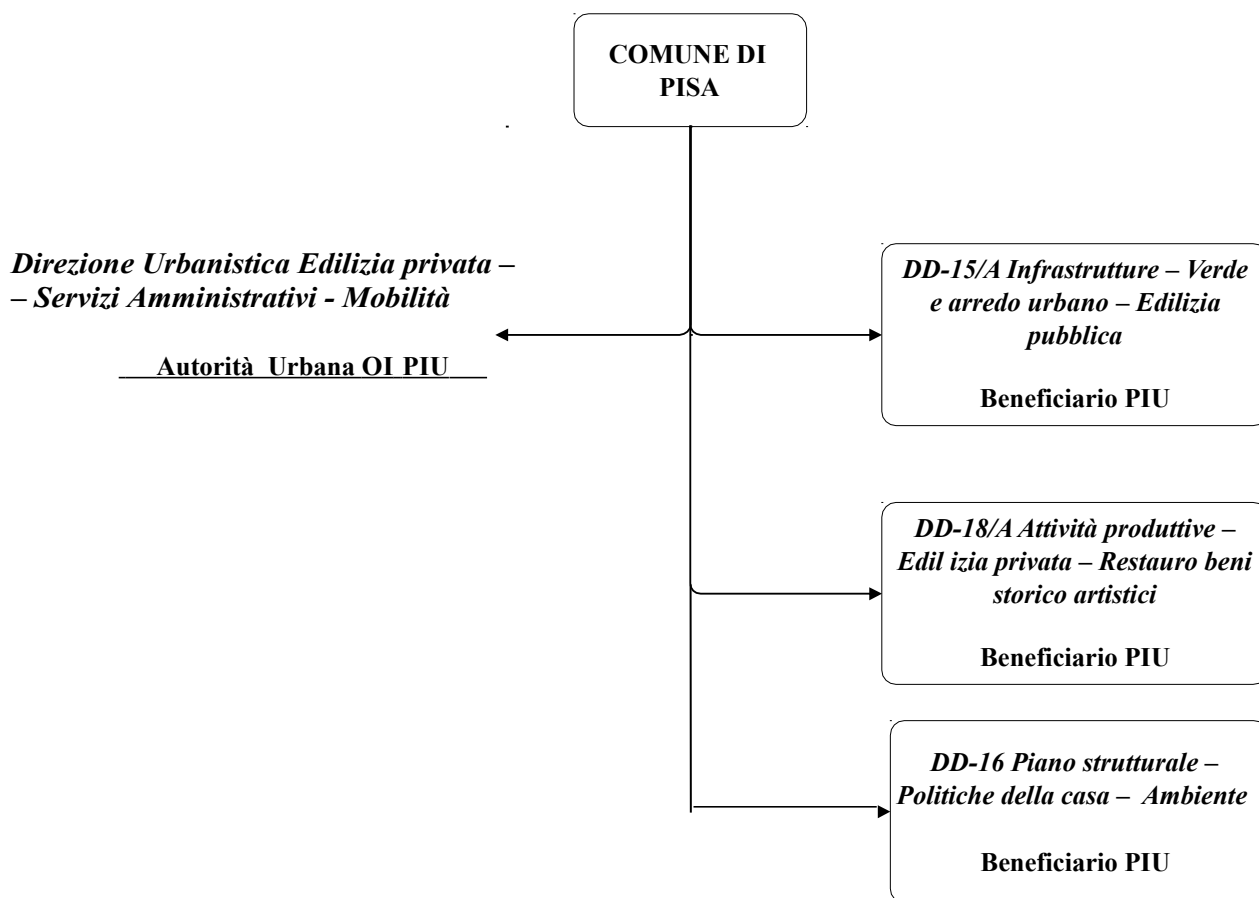 COMUNE DI
PISA
Direzione Urbanistica Edilizia privata –
– Servizi Amministrativi - Mobilità
Autorità Urbana OI PIU
DD-15/A Infrastrutture – Verde
e arredo urbano – Edilizia
pubblica
Beneficiario PIU
DD-18/A Attività produttive –
Edil izia privata – Restauro beni
storico artistici
Beneficiario PIU
DD-16 Piano strutturale –
Politiche della casa – Ambiente
Beneficiario PIU